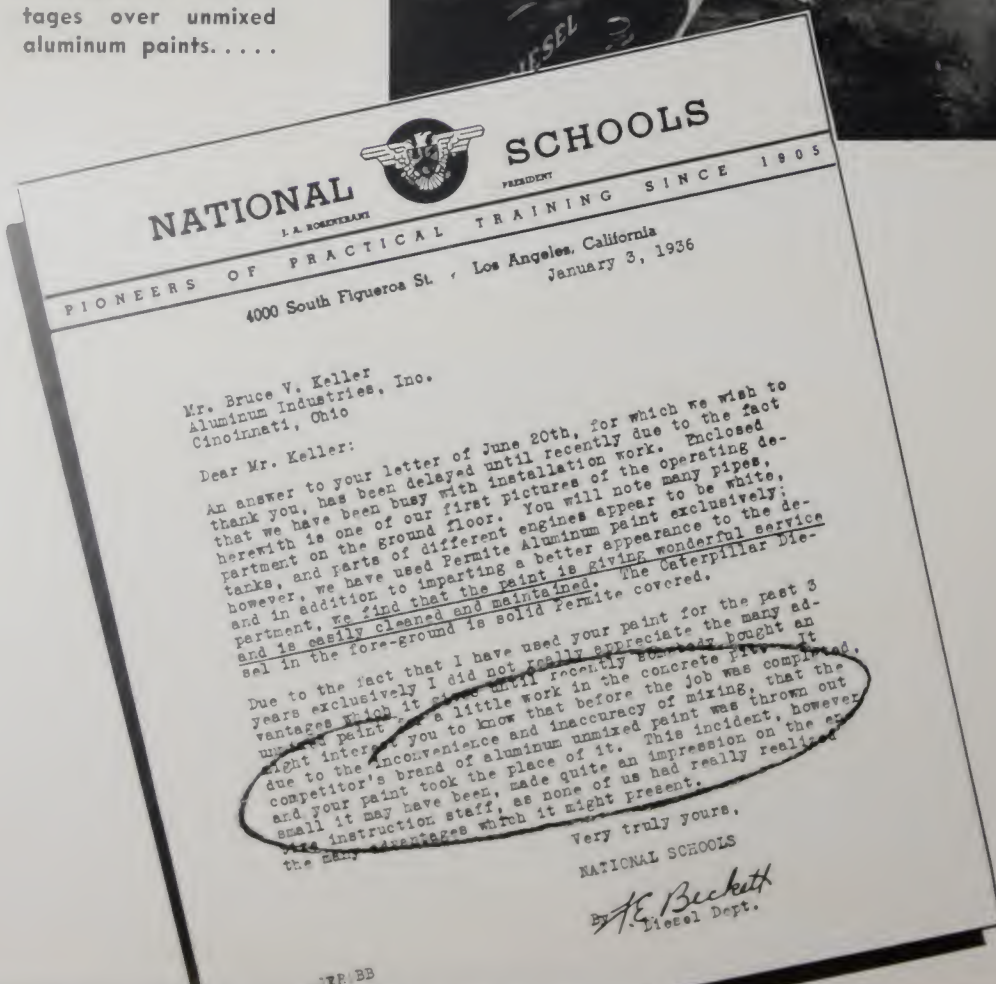 tages over unmixed
aluminum paints.....
DIESEL
NATIONAL SCHOOLS
J. A. ROSENKRANZ PRESIDENT
PIONEERS OF PRACTICAL TRAINING SINCE 1905
4000 South Figueroa St. Los Angeles, California
January 3, 1936
Mr. Bruce V. Keller
Aluminum Industries, Inc.
Cincinnati, Ohio
Dear Mr. Keller:
An answer to your letter of June 20th, for which we wish to
thank you, has been delayed until recently due to the fact
that we have been busy with installation work. Enclosed
herewith is one of our first pictures of the operating de-
partment on the ground floor. You will note many pipes,
tanks, and parts of different engines appear to be white,
however, we have used Permite Aluminum paint exclusively;
and in addition to imparting a better appearance to the de-
partment, we find that the paint is giving wonderful service
and is easily cleaned and maintained. The Caterpillar Die-
sel in the fore-ground is solid Permite covered.
Due to the fact that I have used your paint for the past 3
years exclusively I did not really appreciate the many ad-
vantages which it until recently somebody bought an
unmixed paint a little work in the concrete It
might interest you to know that before the job was completed,
due to the inconvenience and inaccuracy of mixing, that the
competitor's brand of aluminum unmixed paint was thrown out
and your paint took the place of it. This incident, however
small it may have been, made quite an impression on the en-
tire instruction staff, as none of us had really realized
the many advantages which it might present.
Very truly yours,
NATIONAL SCHOOLS
By Beckett
Diesel Dept.
BB